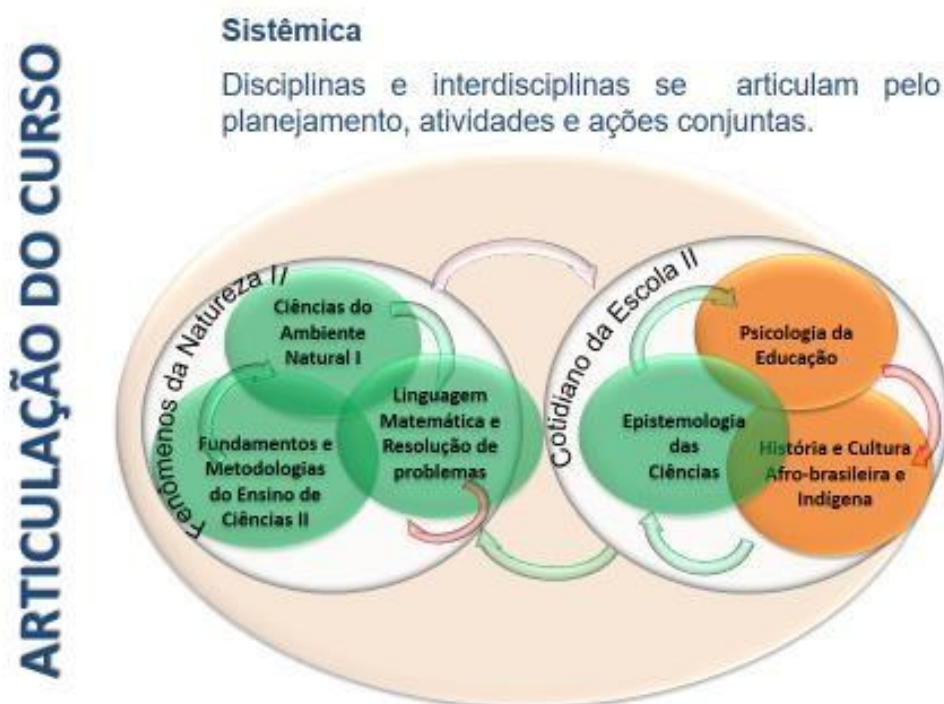 ARTICULAÇÃO DO CURSO
Sistêmica
Disciplinas e interdisciplinas se articulam pelo
planejamento, atividades e ações conjuntas.
Fenômenos da Natureza II
Ciências do
Ambiente
Natural I
Linguagem
Matemática e
Resolução de
problemas
Fundamentos e
Metodologias
do Ensino de
Ciências II
Cotidiano da Escola II
Psicologia da
Educação
Epistemologia
das
Ciências
História e Cultura
Afro-brasileira e
Indígena